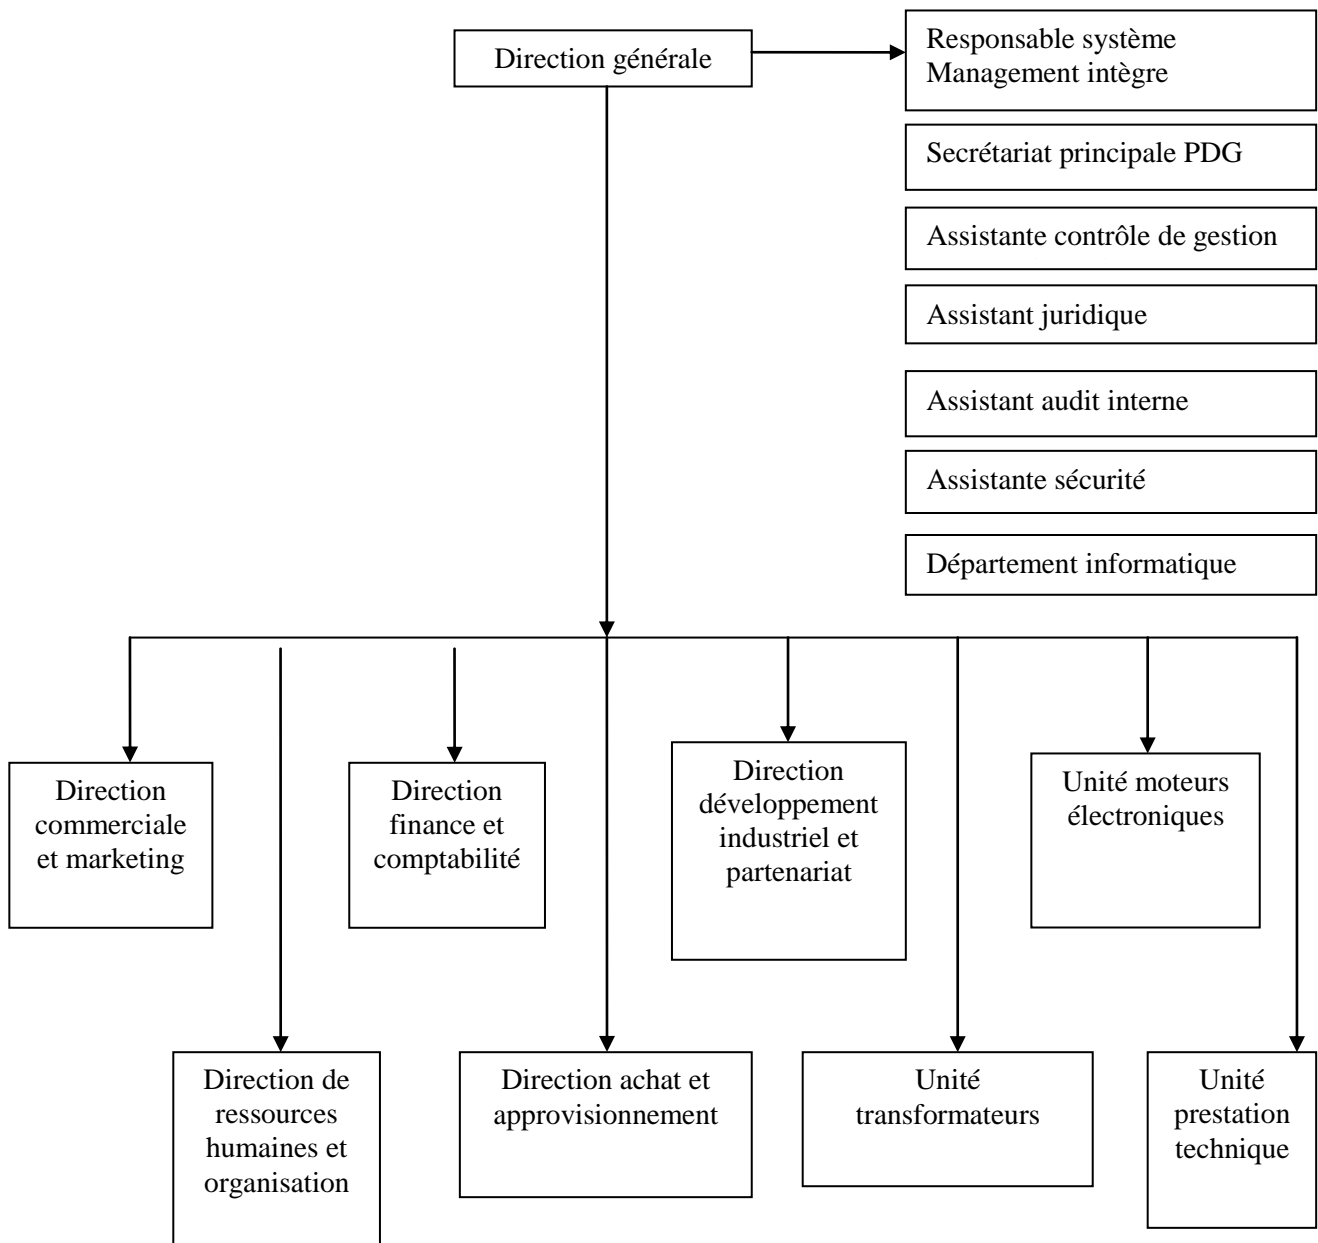 Direction générale
Responsable système
Management intègre
Secrétariat principale PDG
Assistante contrôle de gestion
Assistant juridique
Assistant audit interne
Assistante sécurité
Département informatique
Direction
commerciale
et marketing
Direction
finance et
comptabilité
Direction
développement
industriel et
partenariat
Unité moteurs
électroniques
Direction de
ressources
humaines et
organisation
Direction achat et
approvisionnement
Unité
transformateurs
Unité
prestation
technique